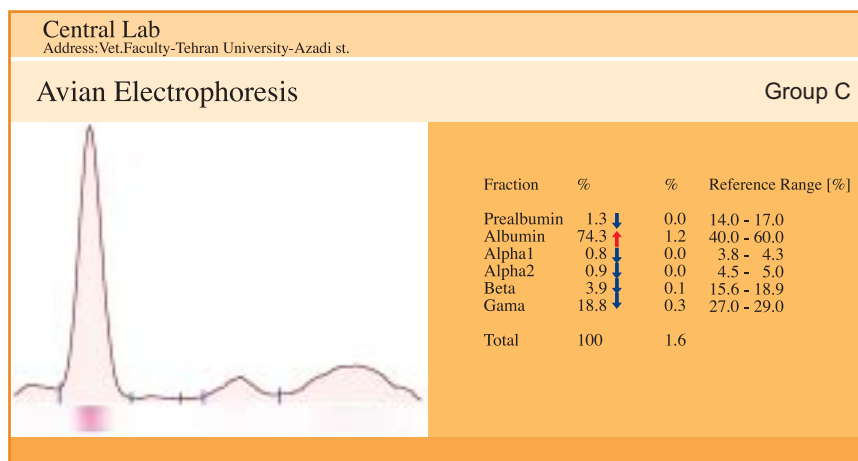 Central Lab
Address:Vet.Faculty-Tehran University-Azadi st.
Avian Electrophoresis
Group C
Fraction % % Reference Range [%]
Prealbumin 1.3 0.0 14.0 - 17.0
Albumin 74.3 1.2 40.0 - 60.0
Alpha1 0.8 0.0 3.8 - 4.3
Alpha2 0.9 0.0 4.5 - 5.0
Beta 3.9 0.1 15.6 - 18.9
Gama 18.8 0.3 27.0 - 29.0
Total 100 1.6